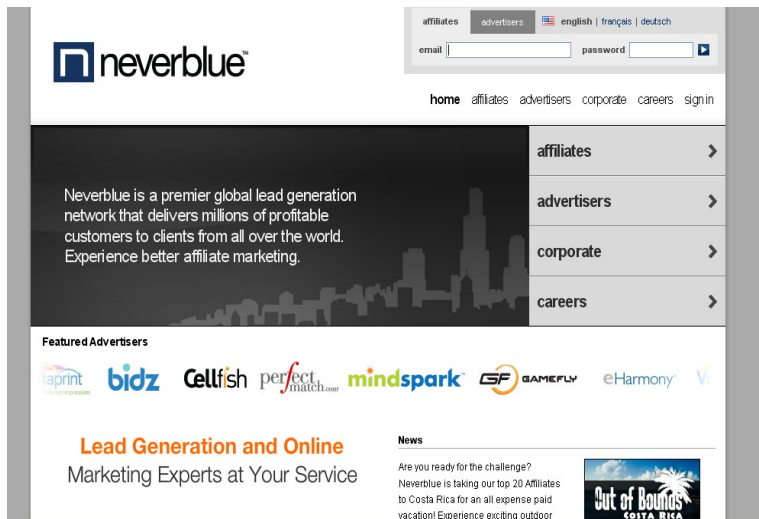 affiliates advertisers english | français | deutsch
email password
neverblue™
home affiliates advertisers corporate careers sign in
Neverblue is a premier global lead generation
network that delivers millions of profitable
customers to clients from all over the world.
Experience better affiliate marketing.
affiliates
advertisers
corporate
careers
Featured Advertisers
taprint bidz Cellfish perfectmatch.com mindspark GSF GAMEFLY eHarmony Vi
Lead Generation and Online
Marketing Experts at Your Service
News
Are you ready for the challenge?
Neverblue is taking our top 20 Affiliates
to Costa Rica for an all expense paid
vacation! Experience exciting outdoor
Out of Bounds
COSTA RICA